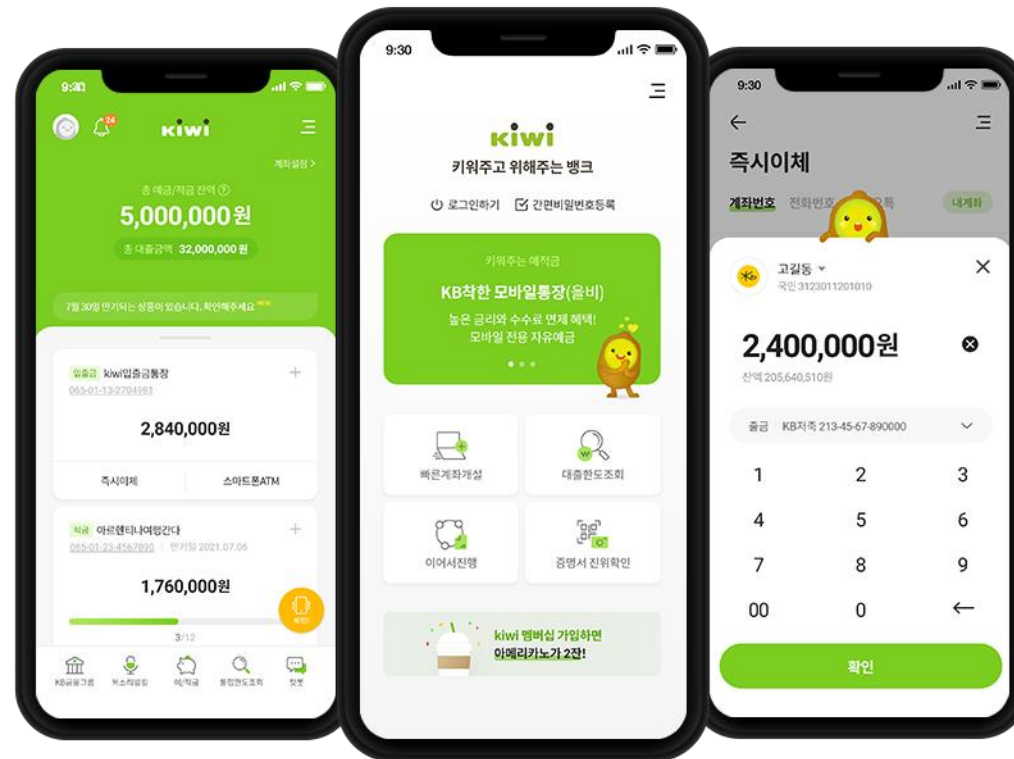 9:30
24
kiwi
계좌설정 >
총 예금/적금 잔액 ?
5,000,000원
총 대출금액 32,000,000 원
7월 30일 만기되는 상품이 있습니다. 확인해주세요
입출금 kiwi입출금통장
065-01-13-2704981
2,840,000원
즉시이체 스마트폰ATM
적금 아르헨티나여행간다
065-01-23-4567890 만기일 2021.07.06
1,760,000원
3/12
KB금융그룹 목소리뱅킹 예/적금 통합한도조회 챗봇
9:30
kiwi
키워주고 위해주는 뱅크
로그인하기 간편비밀번호등록
키워주는 예적금
KB착한 모바일통장(올비)
높은 금리와 수수료 면제 혜택!
모바일 전용 자유예금
빠른계좌개설 대출한도조회
이어서진행 증명서 진위확인
kiwi 멤버십 가입하면
아메리카노가 2잔!
9:30
즉시이체
계좌번호 전화번호 톡 내계좌
고길동
국민 3123011201010
2,400,000원
잔액 205,640,510원
출금 KB저축 213-45-67-890000
1 2 3
4 5 6
7 8 9
00 0 ←
확인